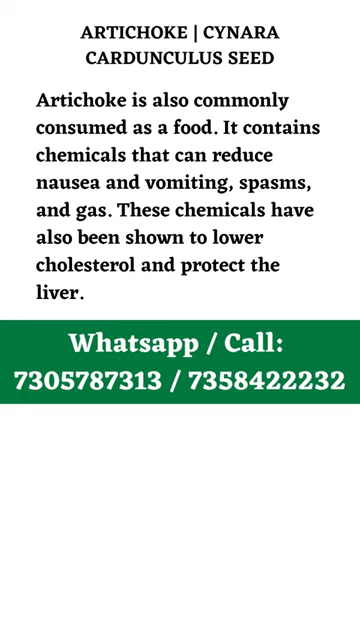 ARTICHOKE | CYNARA
CARDUNCULUS SEED
Artichoke is also commonly
consumed as a food. It contains
chemicals that can reduce
nausea and vomiting, spasms,
and gas. These chemicals have
also been shown to lower
cholesterol and protect the
liver.
Whatsapp / Call:
7305787313 / 7358422232